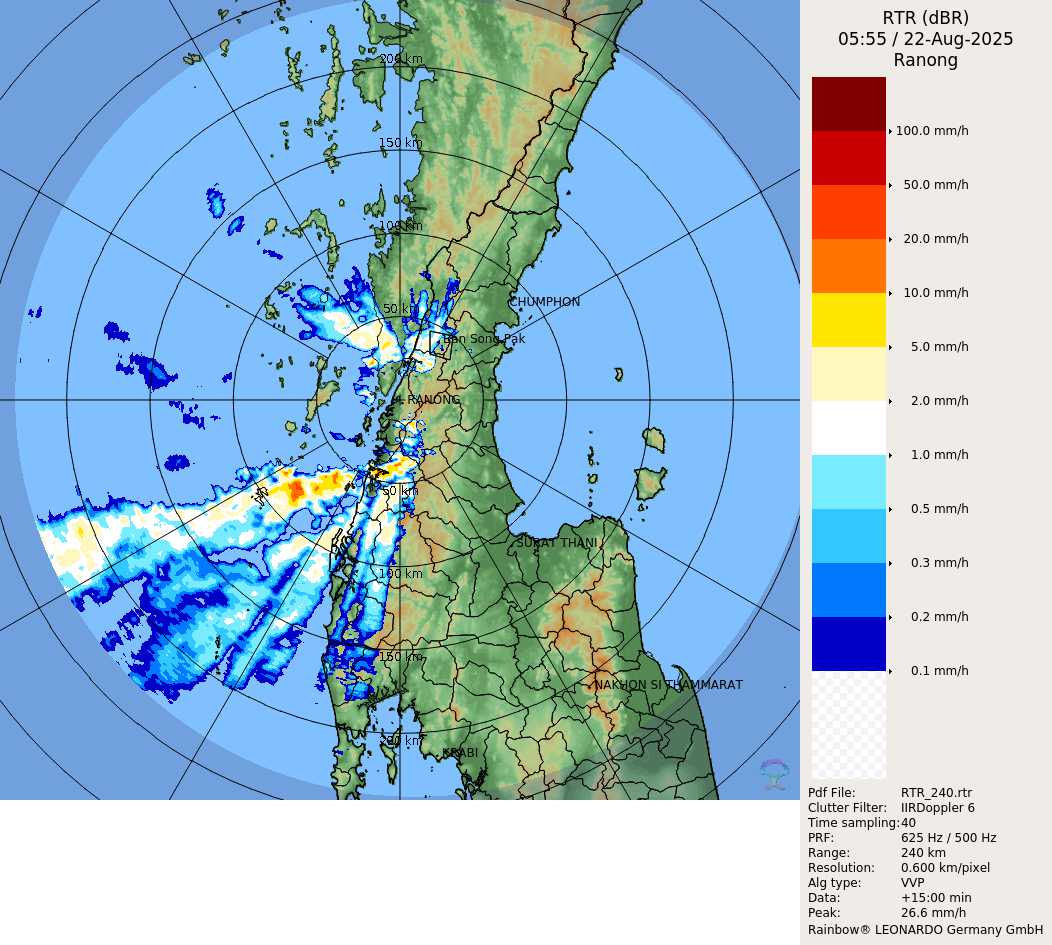 RTR (dBR)
05:55 / 22-Aug-2025
Ranong
200 km
150 km
100 km
50 km
CHUMPHON
Ban Song Pak
RANONG
50 km
SURAT THANI
100 km
150 km
NAKHON SI THAMMARAT
200 km
KRABI
100.0 mm/h
50.0 mm/h
20.0 mm/h
10.0 mm/h
5.0 mm/h
2.0 mm/h
1.0 mm/h
0.5 mm/h
0.3 mm/h
0.2 mm/h
0.1 mm/h
Pdf File: RTR_240.rtr
Clutter Filter: IIRDoppler 6
Time sampling: 40
PRF: 625 Hz / 500 Hz
Range: 240 km
Resolution: 0.600 km/pixel
Alg type: VVP
Data: +15:00 min
Peak: 26.6 mm/h
Rainbow® LEONARDO Germany GmbH